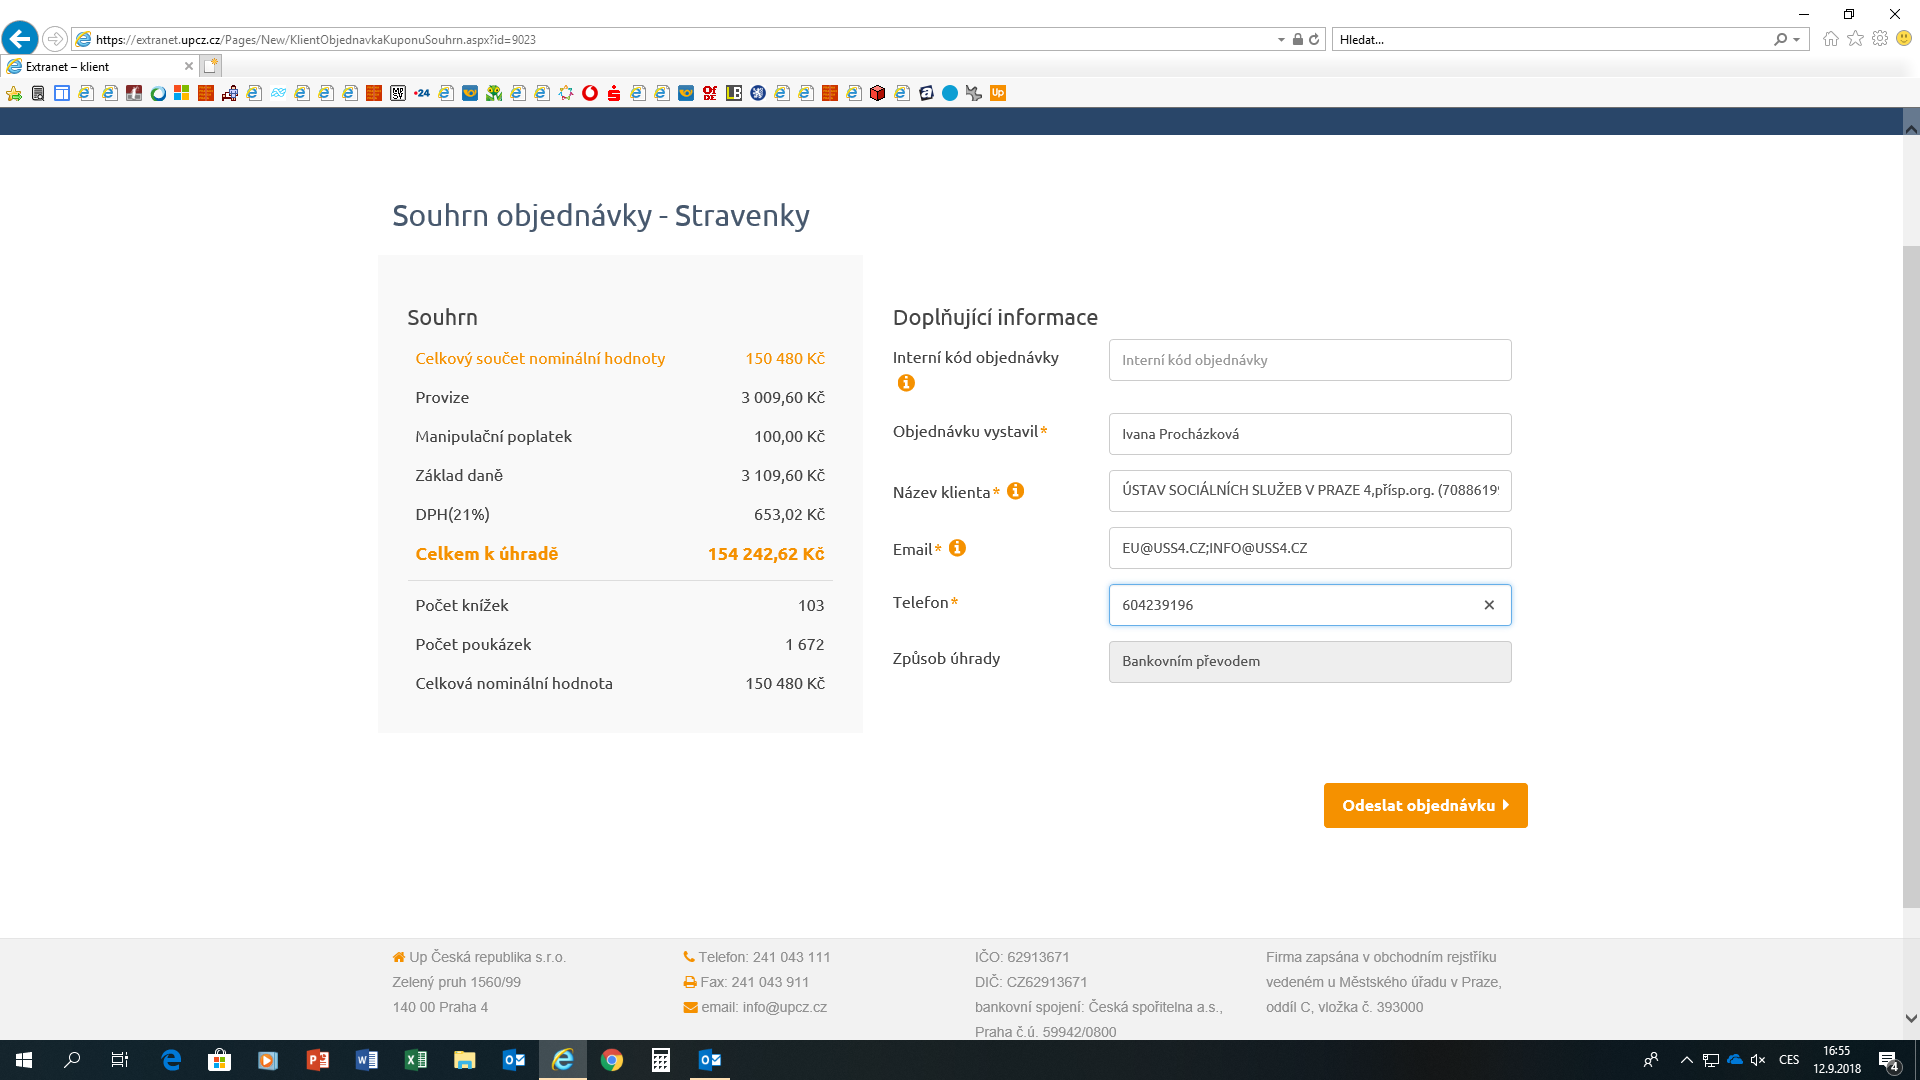 https://extranet.upcz.cz/Pages/New/KlientObjednavkaKuponuSouhrn.aspx?id=9023
Hledat...
Extranet – klient
Souhrn objednávky - Stravenky
Souhrn
Celkový součet nominální hodnoty 150 480 Kč
Provize 3 009,60 Kč
Manipulační poplatek 100,00 Kč
Základ daně 3 109,60 Kč
DPH(21%) 653,02 Kč
Celkem k úhradě 154 242,62 Kč
Počet knížek 103
Počet poukázek 1 672
Celková nominální hodnota 150 480 Kč
Doplňující informace
Interní kód objednávky Interní kód objednávky
Objednávku vystavil* Ivana Procházková
Název klienta* ÚSTAV SOCIÁLNÍCH SLUŽEB V PRAZE 4,přísp.org. (7088619
Email* EU@USS4.CZ;INFO@USS4.CZ
Telefon* 604239196
Způsob úhrady Bankovním převodem
Odeslat objednávku
Up Česká republika s.r.o.
Zelený pruh 1560/99
140 00 Praha 4
Telefon: 241 043 111
Fax: 241 043 911
email: info@upcz.cz
IČO: 62913671
DIČ: CZ62913671
bankovní spojení: Česká spořitelna a.s.,
Praha č.ú. 59942/0800
Firma zapsána v obchodním rejstříku
vedeném u Městského úřadu v Praze,
oddíl C, vložka č. 393000
CES
16:55
12.9.2018
4